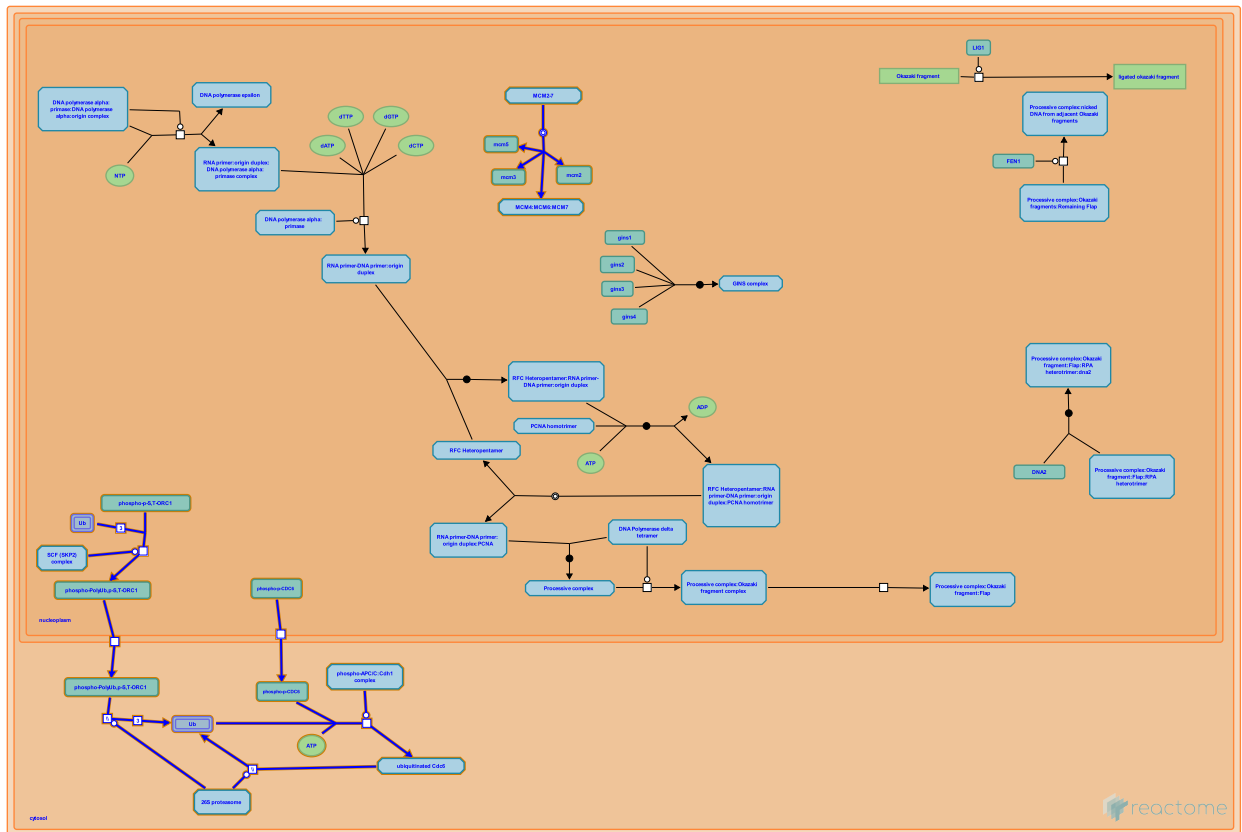 LIG1
Okazaki fragment
ligated okazaki fragment
DNA polymerase alpha:
primase:DNA polymerase
alpha:origin complex
DNA polymerase epsilon
MCM2-7
Processive complex:nicked
DNA from adjacent Okazaki
fragments
dTTP
dGTP
dATP
dCTP
mcm5
mcm3
mcm2
MCM4:MCM6:MCM7
FEN1
NTP
RNA primer:origin duplex:
DNA polymerase alpha:
primase complex
Processive complex:Okazaki
fragments:Remaining Flap
DNA polymerase alpha:
primase
RNA primer-DNA primer:origin
duplex
gins1
gins2
gins3
gins4
GINS complex
RFC Heteropentamer:RNA primer-
DNA primer:origin duplex
Processive complex:Okazaki
fragment:Flap:RPA
heterotrimer:dna2
ADP
PCNA homotrimer
RFC Heteropentamer
ATP
DNA2
Processive complex:Okazaki
fragment:Flap:RPA
heterotrimer
RFC Heteropentamer:RNA
primer-DNA primer:origin
duplex:PCNA homotrimer
phospho-p-S,T-ORC1
Ub
3
SCF (SKP2)
complex
RNA primer-DNA primer:
origin duplex:PCNA
DNA Polymerase delta
tetramer
phospho-PolyUb,p-S,T-ORC1
phospho-p-CDC6
Processive complex
Processive complex:Okazaki
fragment complex
Processive complex:Okazaki
fragment:Flap
nucleoplasm
phospho-PolyUb,p-S,T-ORC1
phospho-p-CDC6
phospho-APC/C:Cdh1
complex
5
3
Ub
ATP
ubiquitinated Cdc6
26S proteasome
cytosol
reactome